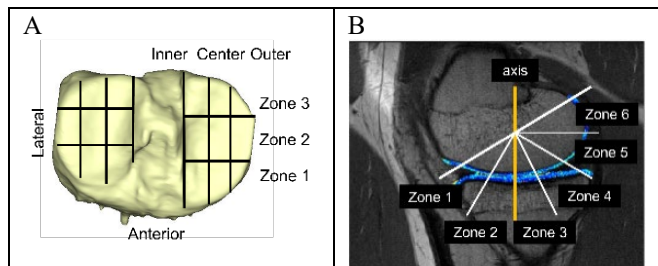 A
Inner Center Outer
Zone 3
Zone 2
Zone 1
Lateral
Anterior
B
axis
Zone 6
Zone 5
Zone 4
Zone 1
Zone 2
Zone 3